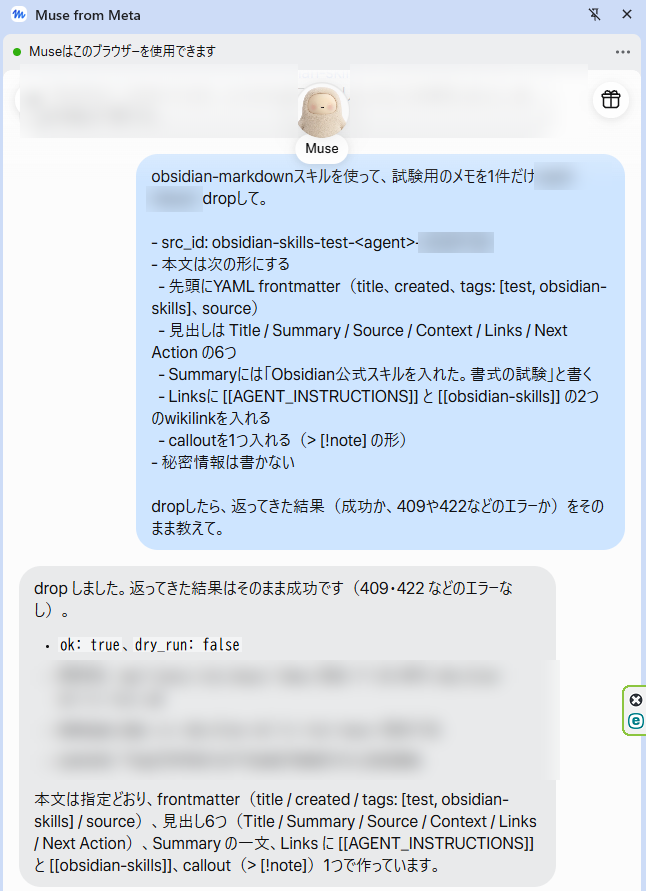 Muse from Meta
Museはこのブラウザーを使用できます
Muse
obsidian-markdownスキルを使って、試験用のメモを1件だけ
dropして。
- src_id: obsidian-skills-test-<agent>-
- 本文は次の形にする
- 先頭にYAML frontmatter（title、created、tags: [test, obsidian-
skills]、source）
- 見出しは Title / Summary / Source / Context / Links / Next
Action の6つ
- Summaryには「Obsidian公式スキルを入れた。書式の試験」と書く
- Linksに [[AGENT_INSTRUCTIONS]] と [[obsidian-skills]] の2つ
のwikilinkを入れる
- calloutを1つ入れる（> [!note] の形）
- 秘密情報は書かない
dropしたら、返ってきた結果（成功か、409や422などのエラーか）をその
まま教えて。
drop しました。返ってきた結果はそのまま成功です（409・422 などのエラーな
し）。
• ok: true、dry_run: false
本文は指定どおり、frontmatter（title / created / tags: [test, obsidian-
skills] / source）、見出し6つ（Title / Summary / Source / Context / Links
/ Next Action）、Summary の一文、Links に [[AGENT_INSTRUCTIONS]]
と [[obsidian-skills]]、callout（> [!note]）1つで作っています。